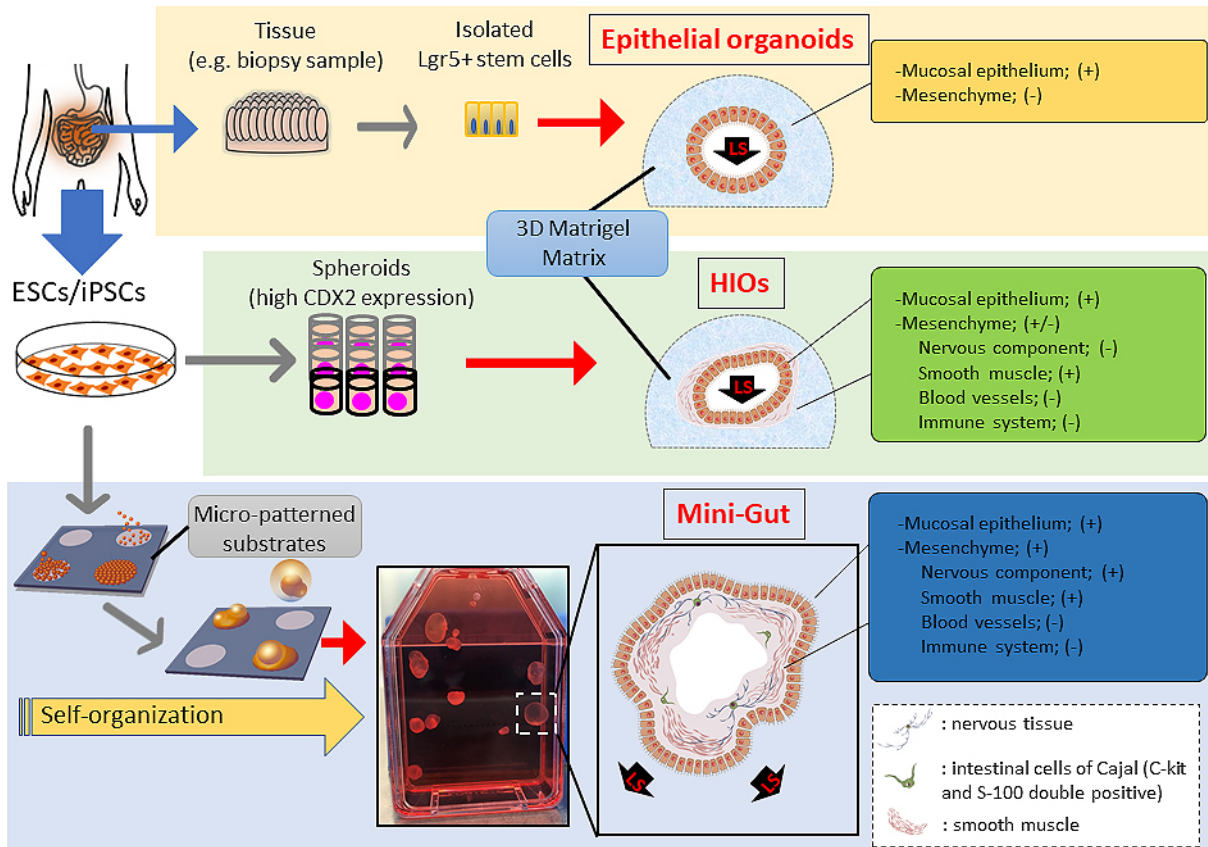 Tissue
(e.g. biopsy sample)
Isolated
Lgr5+ stem cells
Epithelial organoids
-Mucosal epithelium; (+)
-Mesenchyme; (-)
LS
3D Matrigel
Matrix
ESCs/iPSCs
Spheroids
(high CDX2 expression)
HIOs
-Mucosal epithelium; (+)
-Mesenchyme; (+/-)
Nervous component; (-)
Smooth muscle; (+)
Blood vessels; (-)
Immune system; (-)
LS
Micro-patterned
substrates
Mini-Gut
-Mucosal epithelium; (+)
-Mesenchyme; (+)
Nervous component; (+)
Smooth muscle; (+)
Blood vessels; (-)
Immune system; (-)
Self-organization
LS
LS
: nervous tissue
: intestinal cells of Cajal (C-kit
and S-100 double positive)
: smooth muscle